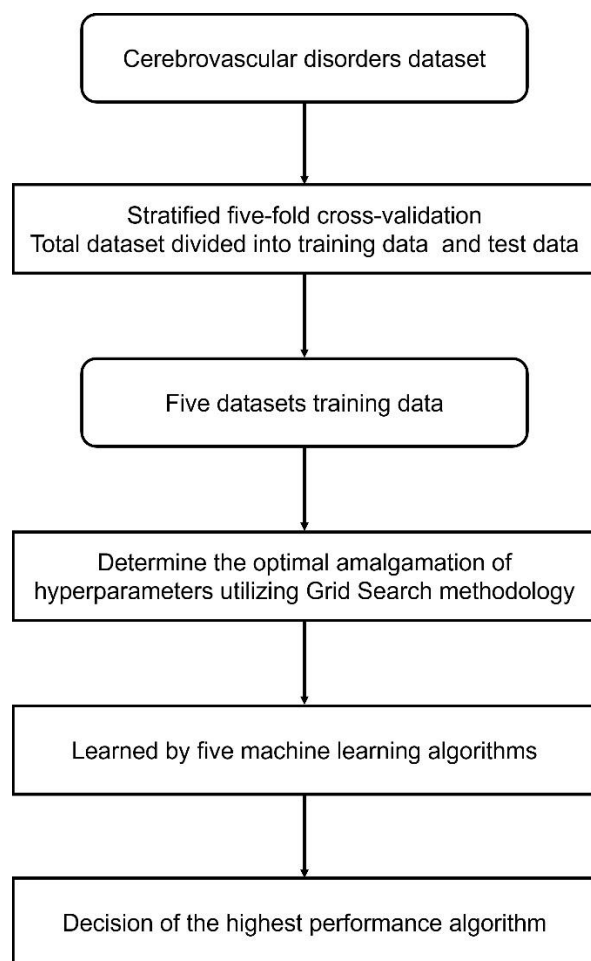 Cerebrovascular disorders dataset
Stratified five-fold cross-validation
Total dataset divided into training data and test data
Five datasets training data
Determine the optimal amalgamation of
hyperparameters utilizing Grid Search methodology
Learned by five machine learning algorithms
Decision of the highest performance algorithm